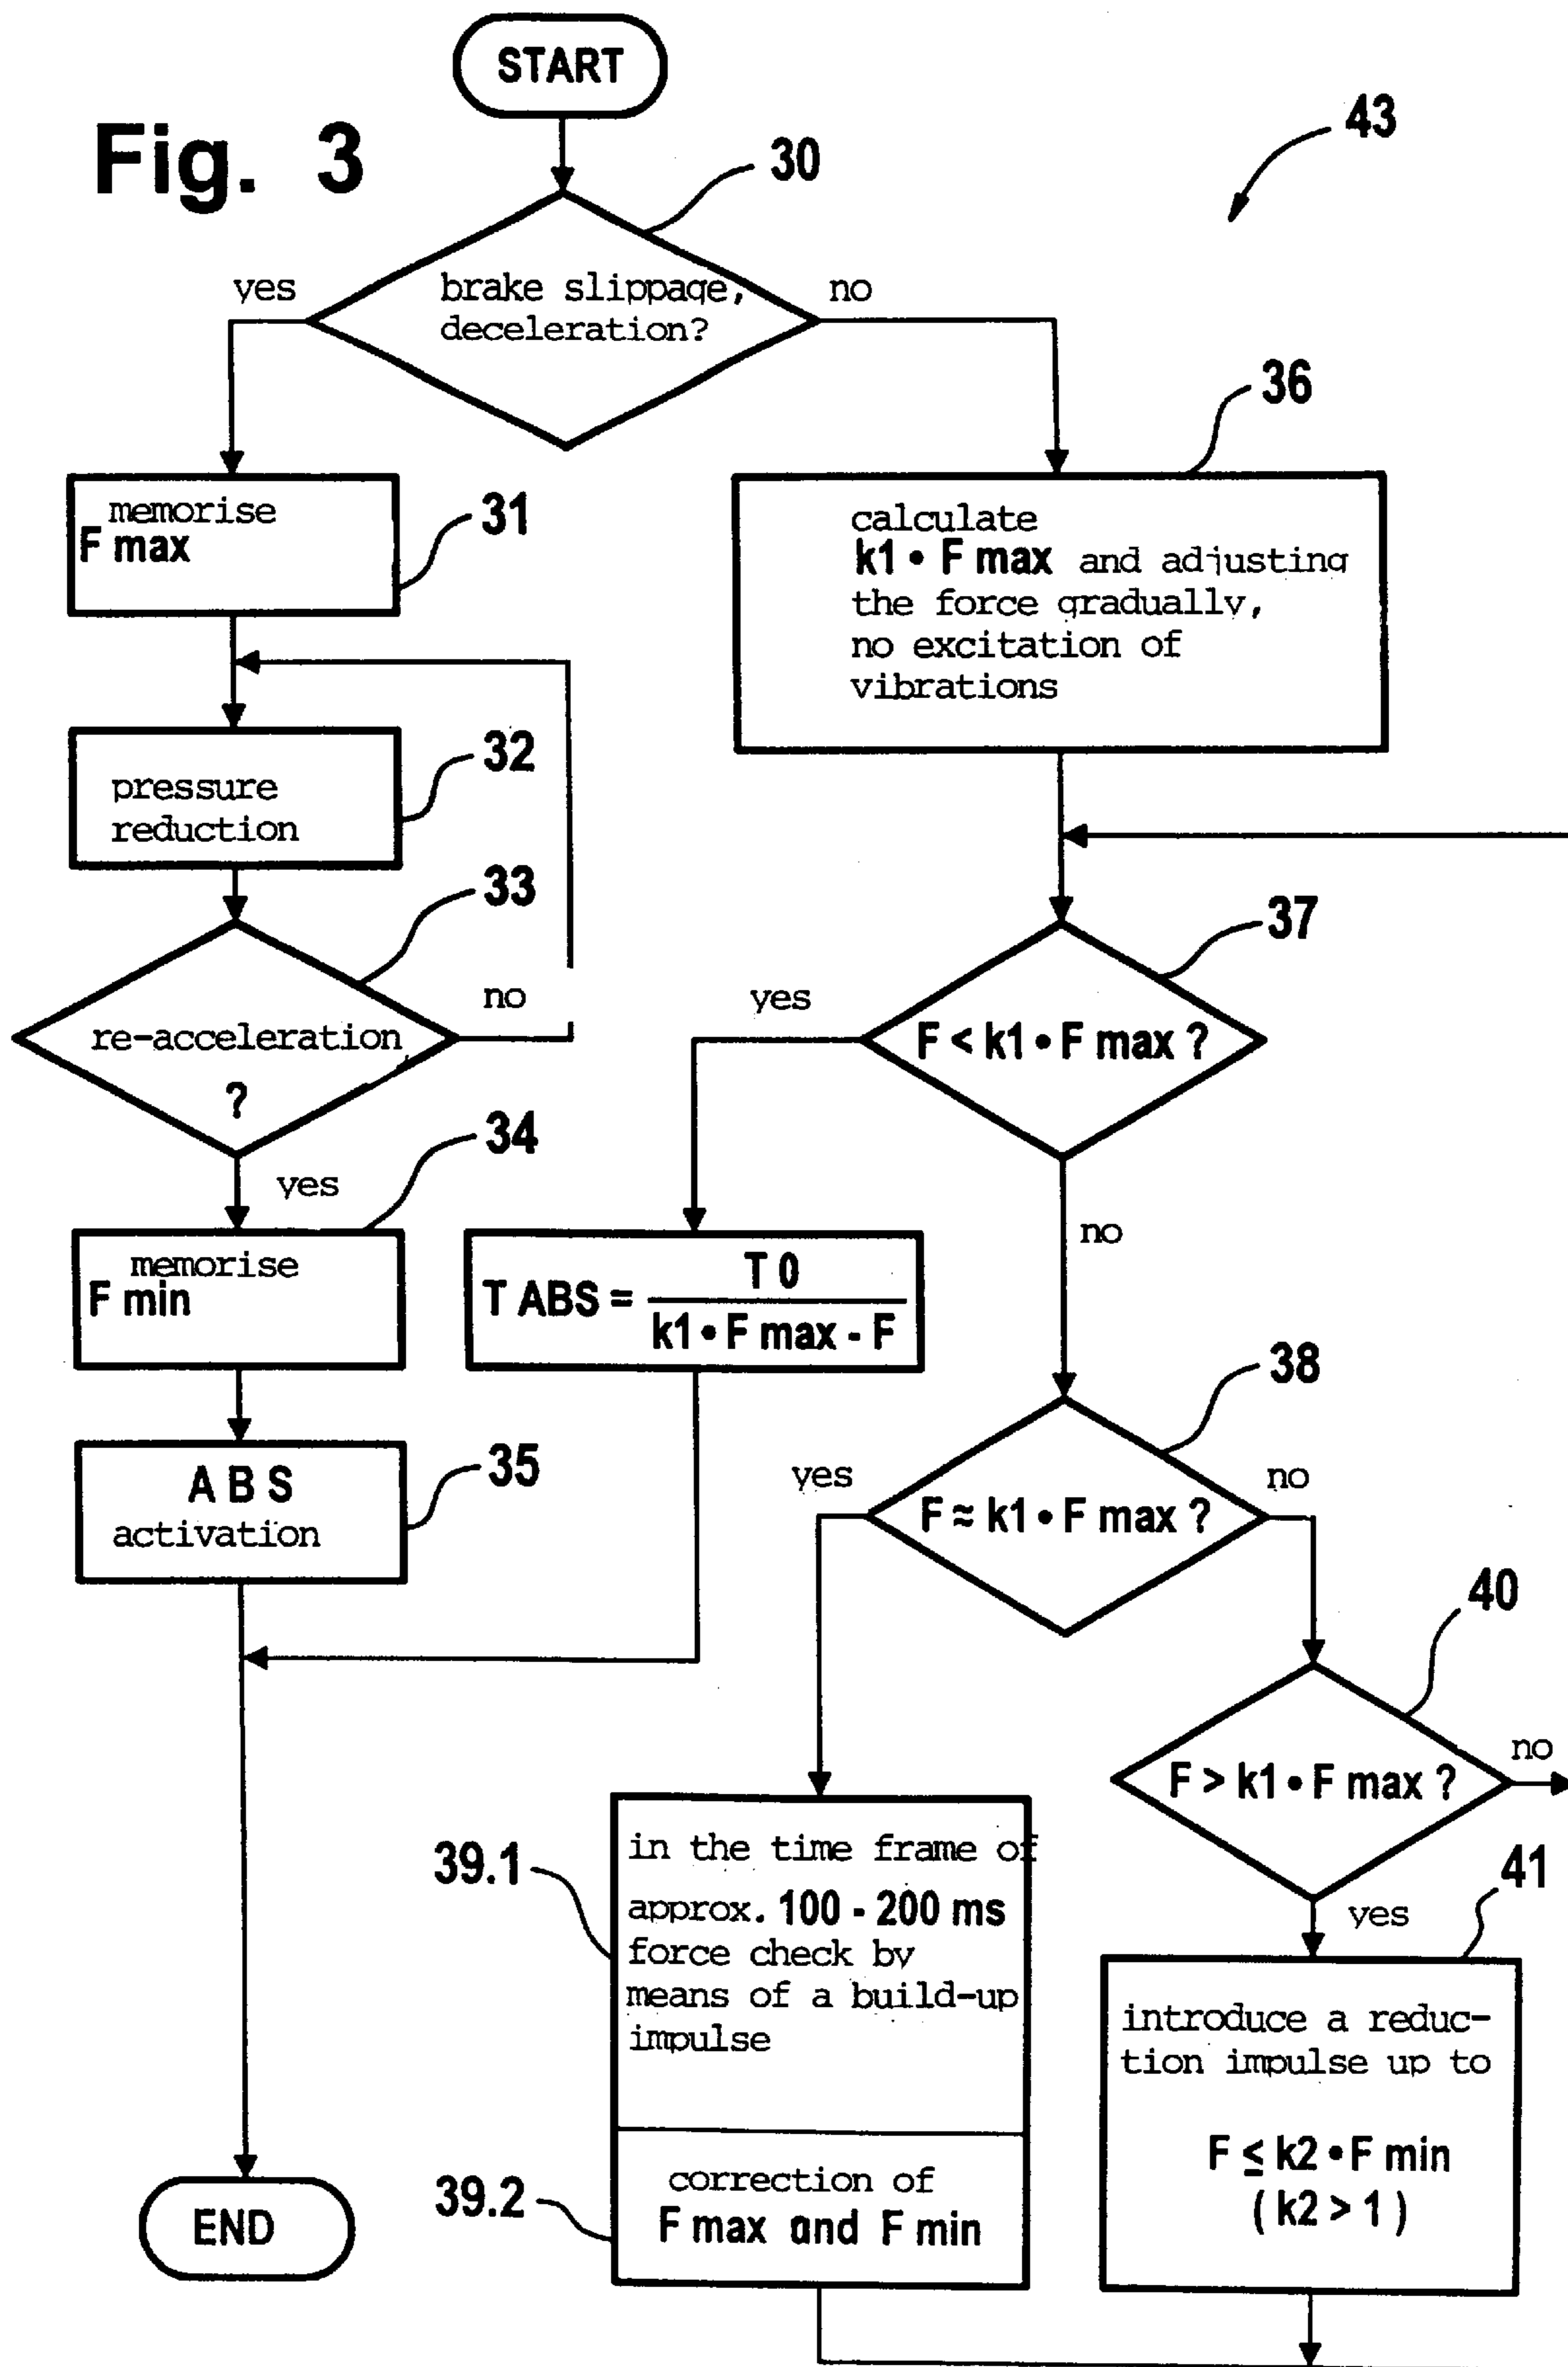 START
Fig. 3
43
30
yes
brake slippage,
deceleration?
no
36
memorise
F max
31
calculate
k1 • F max and adjusting
the force gradually,
no excitation of
vibrations
pressure
reduction
32
33
37
re-acceleration
?
no
yes
F < k1 • F max ?
34
yes
no
memorise
F min
T ABS = T 0
k1 • F max - F
38
A B S
activation
35
yes
F ≈ k1 • F max ?
no
40
F > k1 • F max ?
no
39.1
in the time frame of
approx. 100 - 200 ms
force check by
means of a build-up
impulse
41
yes
introduce a reduc-
tion impulse up to
F ≤ k2 • F min
( k2 > 1 )
39.2
correction of
F max and F min
END